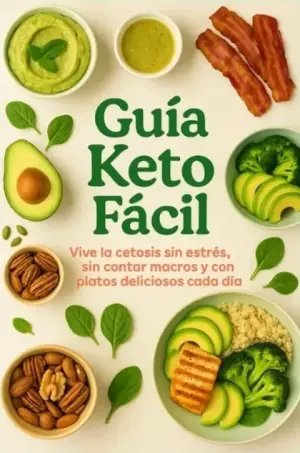 Guía
Keto
Fácil
Vive la cetosis sin estrés,
sin contar macros y con
platos deliciosos cada día